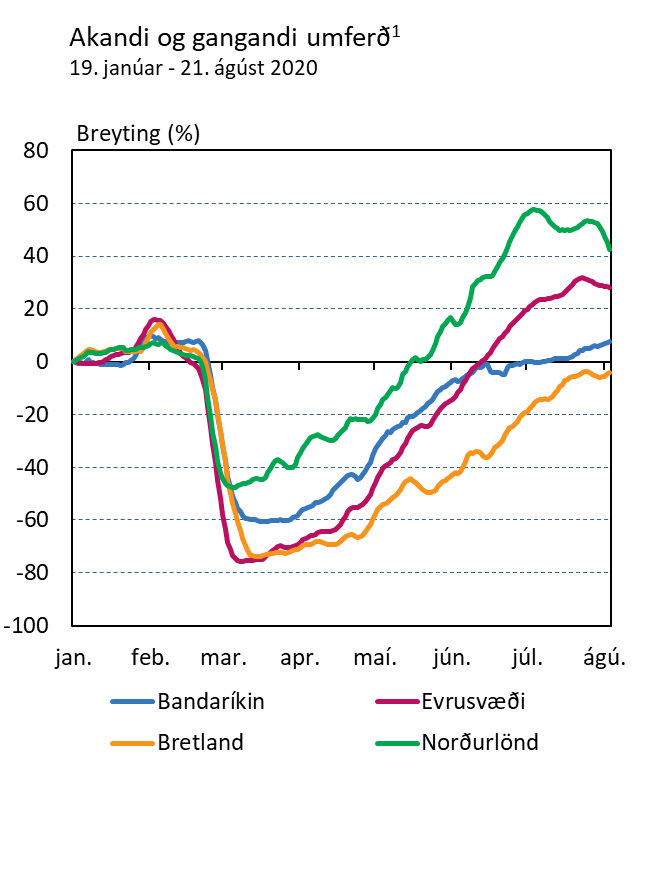 Akandi og gangandi umferð¹
19. janúar - 21. ágúst 2020
Breyting (%)
80
60
40
20
0
-20
-40
-60
-80
-100
jan. feb. mar. apr. maí. jún. júl. ágú.
Bandaríkin Evrusvæði
Bretland Norðurlönd